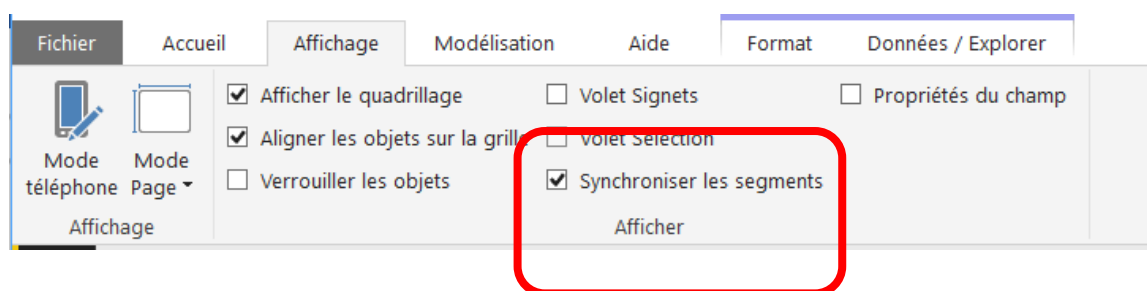 Fichier Accueil Affichage Modélisation Aide Format Données / Explorer
Afficher le quadrillage Volet Signets Propriétés du champ
Aligner les objets sur la grille Volet Sélection
Mode téléphone Mode Page Verrouiller les objets Synchroniser les segments
Affichage Afficher